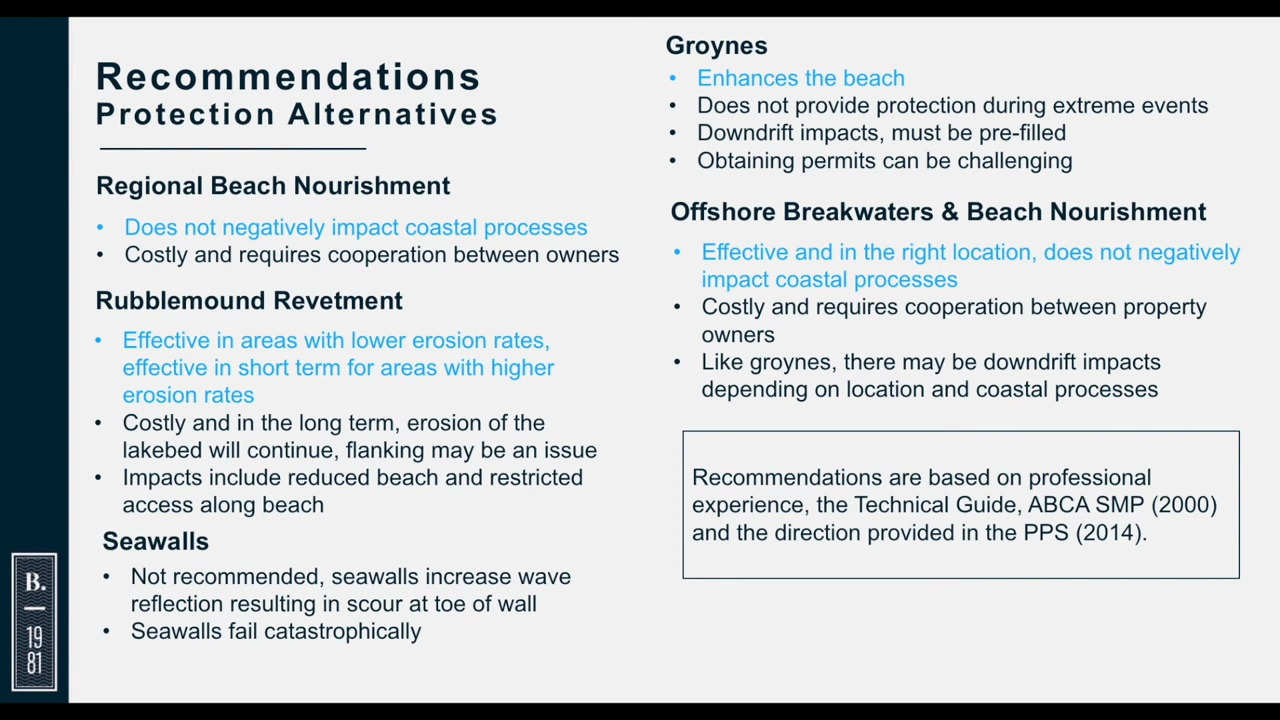 Recommendations
Protection Alternatives
Regional Beach Nourishment
• Does not negatively impact coastal processes
• Costly and requires cooperation between owners
Rubblemound Revetment
• Effective in areas with lower erosion rates,
effective in short term for areas with higher
erosion rates
• Costly and in the long term, erosion of the
lakebed will continue, flanking may be an issue
• Impacts include reduced beach and restricted
access along beach
Seawalls
• Not recommended, seawalls increase wave
reflection resulting in scour at toe of wall
• Seawalls fail catastrophically
Groynes
• Enhances the beach
• Does not provide protection during extreme events
• Downdrift impacts, must be pre-filled
• Obtaining permits can be challenging
Offshore Breakwaters & Beach Nourishment
• Effective and in the right location, does not negatively
impact coastal processes
• Costly and requires cooperation between property
owners
• Like groynes, there may be downdrift impacts
depending on location and coastal processes
Recommendations are based on professional
experience, the Technical Guide, ABCA SMP (2000)
and the direction provided in the PPS (2014).
B.
19
81